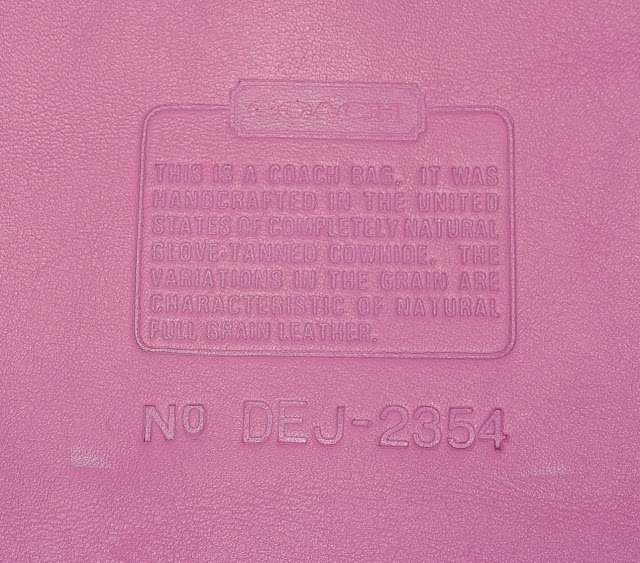 COACH
THIS IS A COACH BAG. IT WAS
HANDCRAFTED IN THE UNITED
STATES OF COMPLETELY NATURAL
GLOVE-TANNED COWHIDE. THE
VARIATIONS IN THE GRAIN ARE
CHARACTERISTIC OF NATURAL
FULL GRAIN LEATHER.
No DEJ-2354